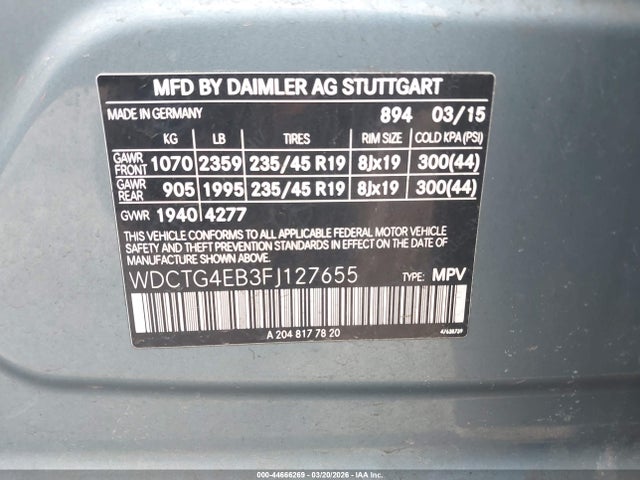 MFD BY DAIMLER AG STUTTGART
MADE IN GERMANY 894 03/15
KG LB TIRES RIM SIZE COLD KPA(PSI)
GAWR FRONT 1070 2359 235/45 R19 8Jx19 300(44)
GAWR REAR 905 1995 235/45 R19 8Jx19 300(44)
GVWR 1940 4277
THIS VEHICLE CONFORMS TO ALL APPLICABLE FEDERAL MOTOR VEHICLE
SAFETY AND THEFT PREVENTION STANDARDS IN EFFECT ON THE DATE
OF MANUFACTURE SHOWN ABOVE.
WDCTG4EB3FJ127655 TYPE: MPV
A 204 817 78 20
000-44666269 | 03/20/2026 | IAA Inc.